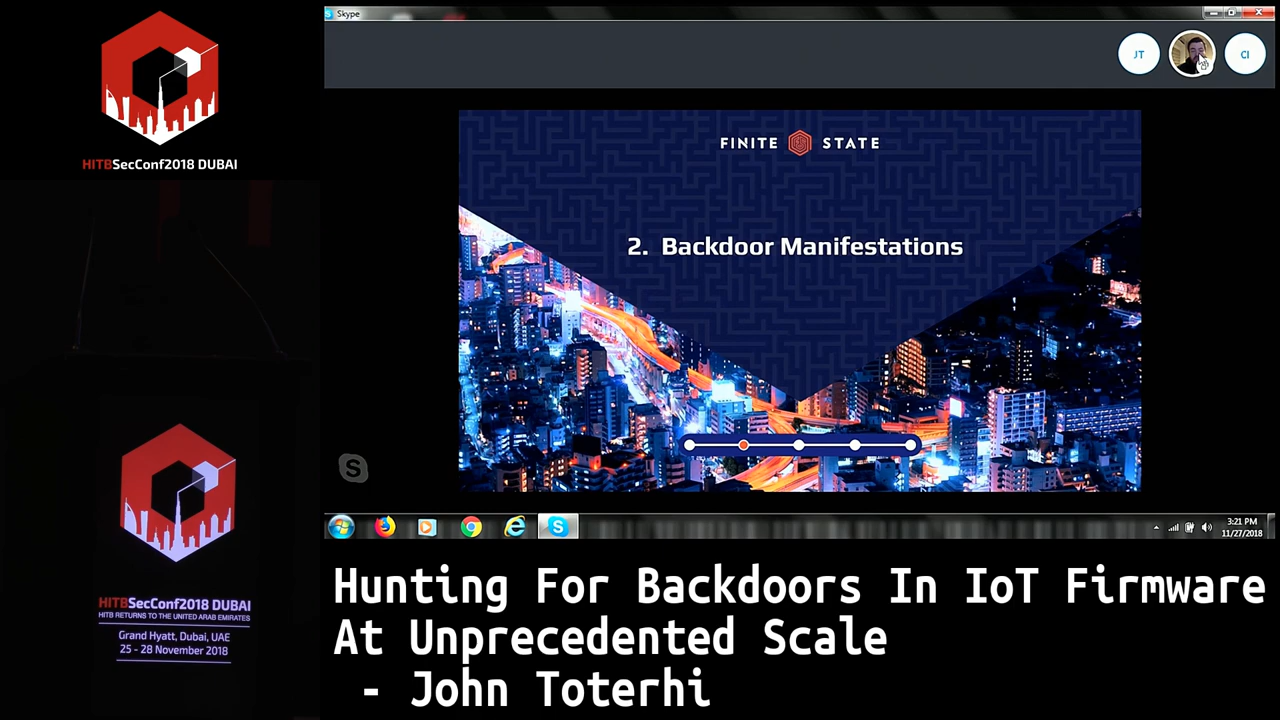 HITBSecConf2018 DUBAI
Skype
JT
CI
FINITE STATE
2. Backdoor Manifestations
S
3:21 PM
11/27/2018
HITBSecConf2018 DUBAI
HITB RETURNS TO THE UNITED ARAB EMIRATES
Grand Hyatt, Dubai, UAE
25 - 28 November 2018
Hunting For Backdoors In IoT Firmware
At Unprecedented Scale
- John Toterhi